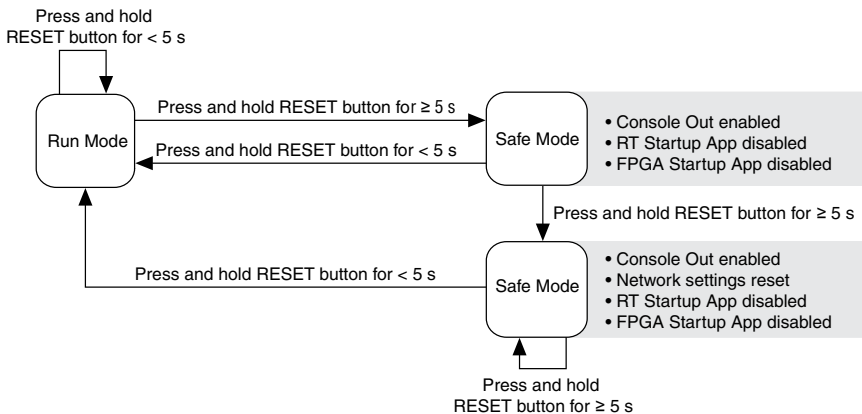 Press and hold
RESET button for < 5 s
Press and hold RESET button for ≥ 5 s
Run Mode
Press and hold RESET button for < 5 s
Safe Mode
• Console Out enabled
• RT Startup App disabled
• FPGA Startup App disabled
Press and hold RESET button for ≥ 5 s
Press and hold RESET button for < 5 s
Safe Mode
• Console Out enabled
• Network settings reset
• RT Startup App disabled
• FPGA Startup App disabled
Press and hold
RESET button for ≥ 5 s